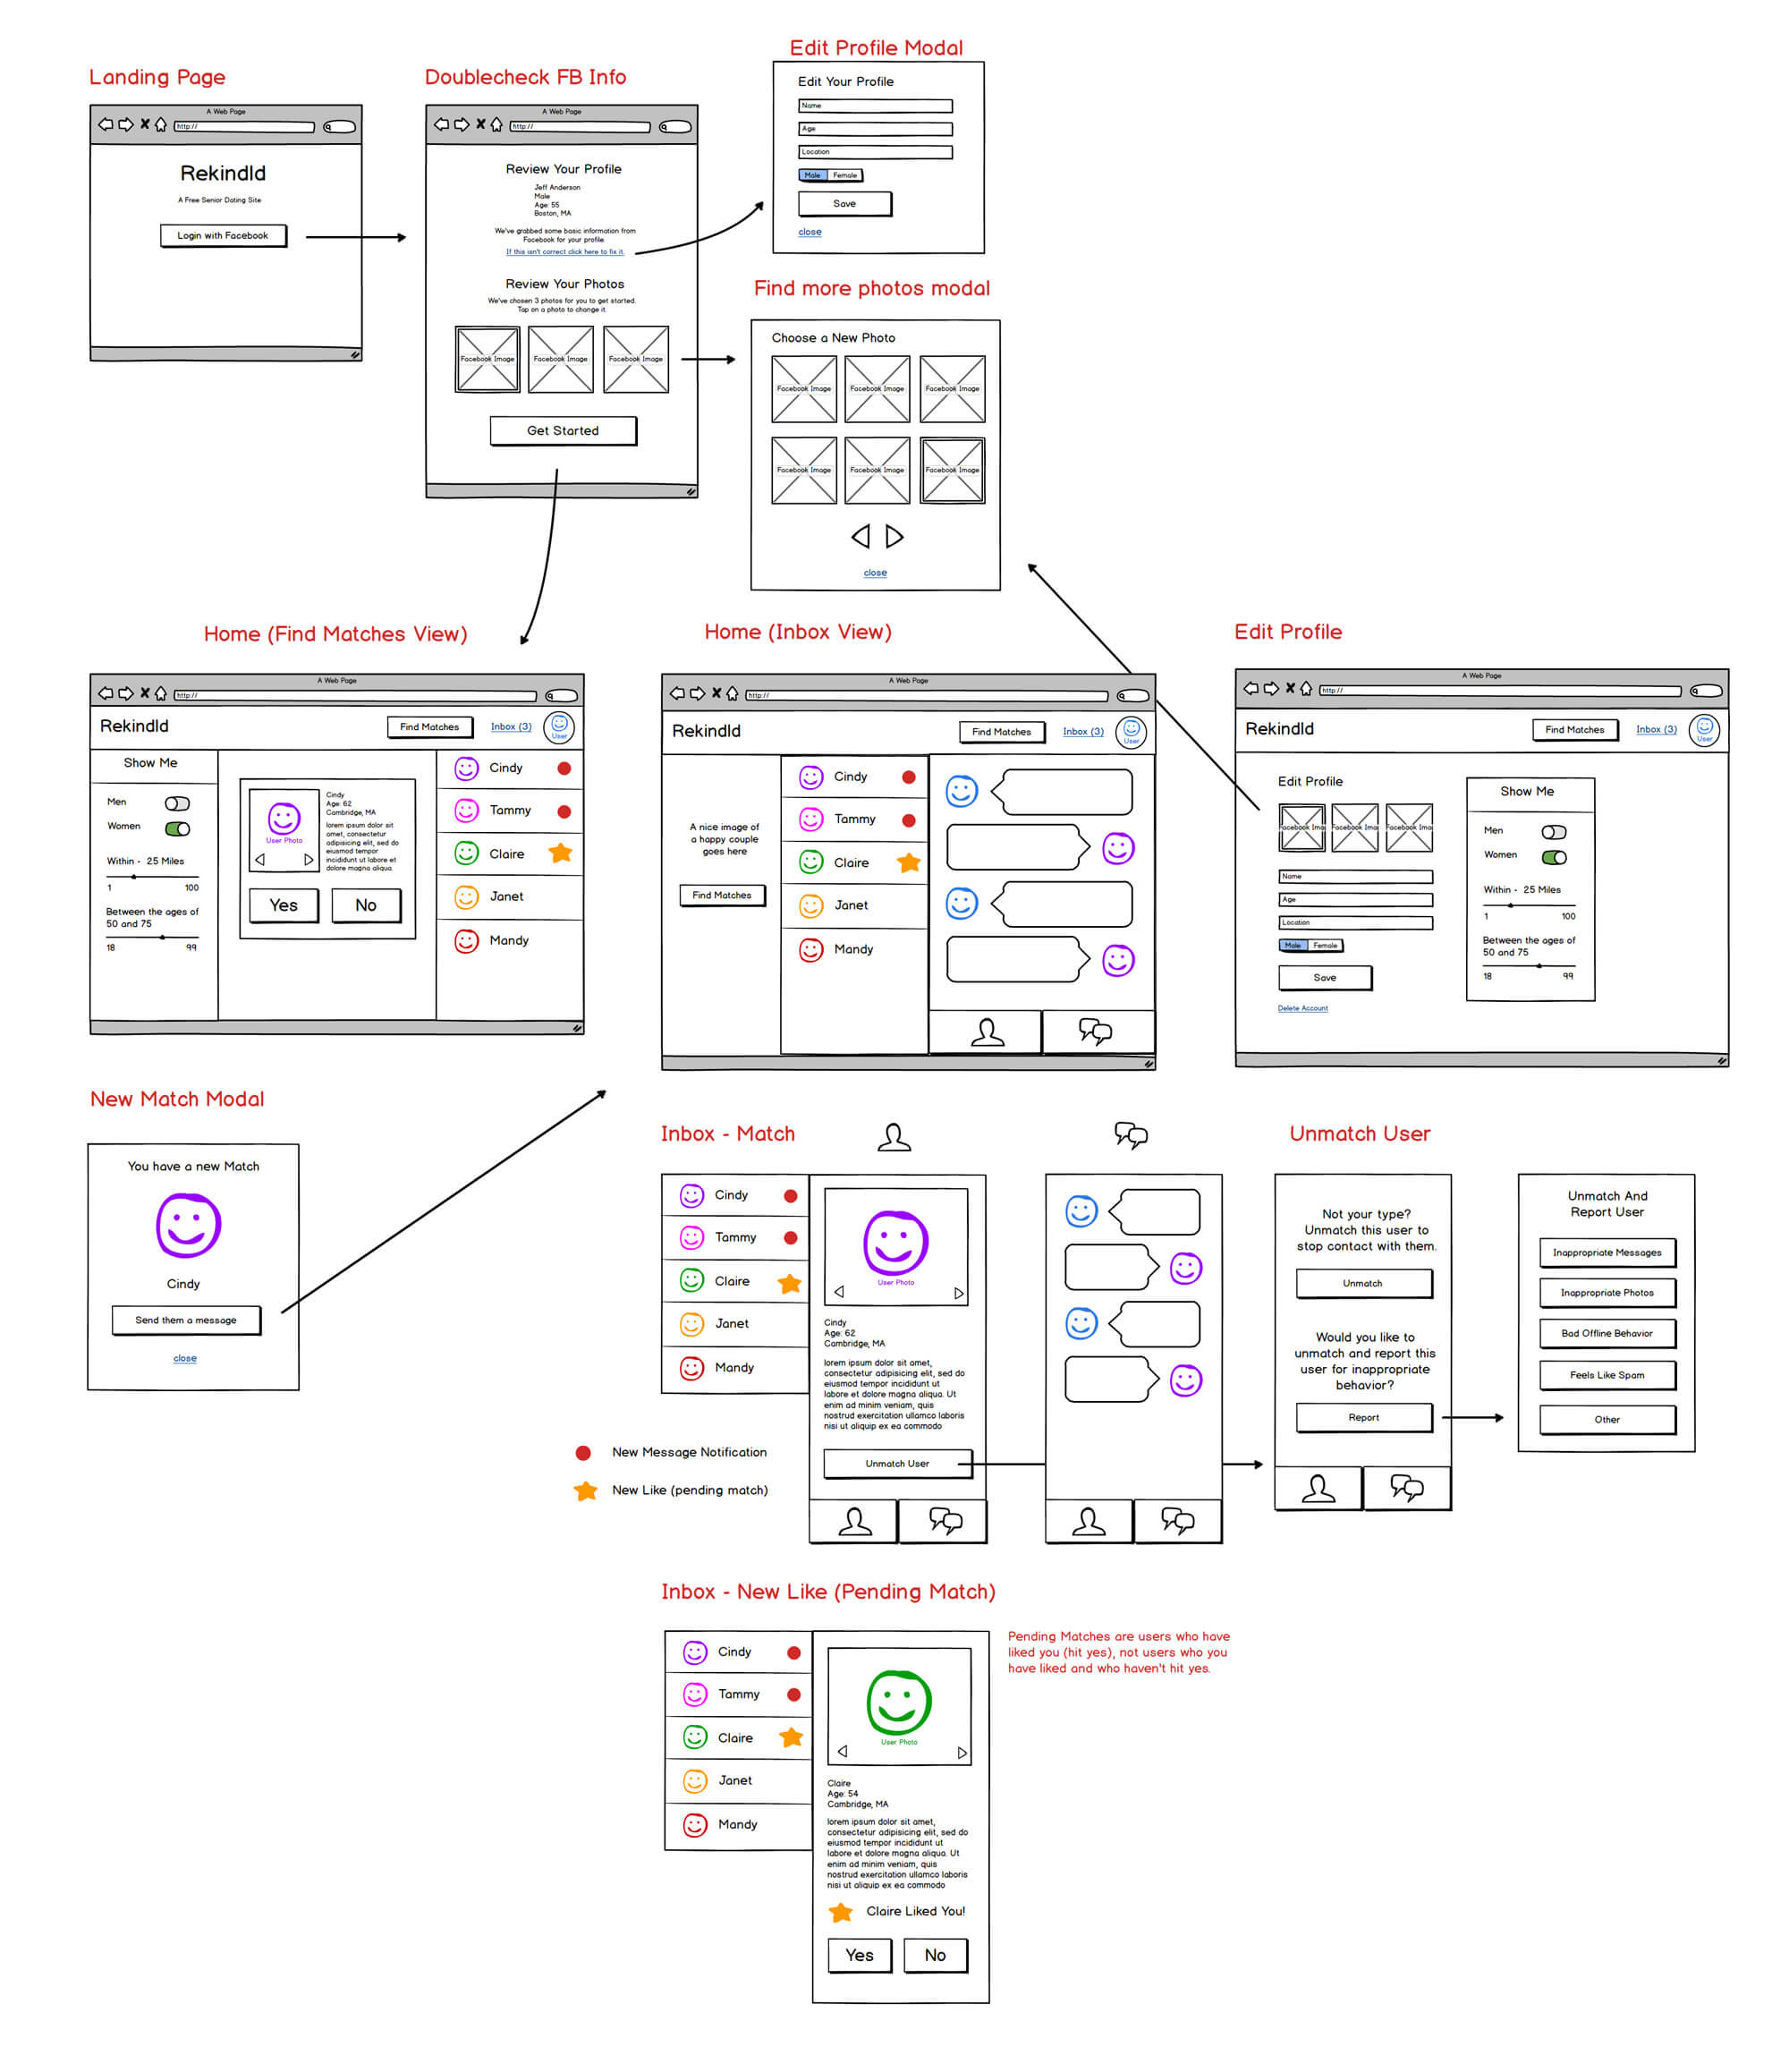 Edit Profile Modal
Landing Page
Doublecheck FB Info
A Web Page
http://
RekindId
A Free Senior Dating Site
Login with Facebook
A Web Page
http://
Review Your Profile
Jeff Anderson
Male
Age: 55
Boston, MA
We've grabbed some basic information from
Facebook for your profile.
If this isn't correct click here to fix it.
Review Your Photos
We've chosen 3 photos for you to get started.
Tap on a photo to change it.
Facebook Image
Facebook Image
Facebook Image
Get Started
Edit Your Profile
Name
Age
Location
Male Female
Save
close
Find more photos modal
Choose a New Photo
Facebook Image
Facebook Image
Facebook Image
Facebook Image
Facebook Image
Facebook Image
close
Home (Find Matches View)
A Web Page
http://
RekindId
Find Matches
Inbox (3)
User
Show Me
Men
Women
Within - 25 Miles
1 100
Between the ages of
50 and 75
18 99
User Photo
Cindy
Age: 62
Cambridge, MA
lorem ipsum dolor sit
amet, consectetur
adipisicing elit, sed do
eiusmod tempor
incididunt ut labore et
dolore magna aliqua.
Yes
No
Cindy
Tammy
Claire
Janet
Mandy
Home (Inbox View)
A Web Page
http://
RekindId
Find Matches
Inbox (3)
User
A nice image of
a happy couple
goes here
Find Matches
Cindy
Tammy
Claire
Janet
Mandy
Edit Profile
A Web Page
http://
RekindId
Find Matches
Inbox (3)
User
Edit Profile
Facebook Ima
Facebook Ima
Facebook Ima
Name
Age
Location
Male Female
Save
Delete Account
Show Me
Men
Women
Within - 25 Miles
1 100
Between the ages of
50 and 75
18 99
New Match Modal
You have a new Match
Cindy
Send them a message
close
Inbox - Match
Cindy
Tammy
Claire
Janet
Mandy
User Photo
Cindy
Age: 62
Cambridge, MA
lorem ipsum dolor sit amet,
consectetur adipisicing elit, sed do
eiusmod tempor incididunt ut
labore et dolore magna aliqua. Ut
enim ad minim veniam, quis
nostrud exercitation ullamco laboris
nisi ut aliquip ex ea commodo
Unmatch User
New Message Notification
New Like (pending match)
Unmatch User
Not your type?
Unmatch this user to
stop contact with them.
Unmatch
Would you like to
unmatch and report this
user for inappropriate
behavior?
Report
Unmatch And
Report User
Inappropriate Messages
Inappropriate Photos
Bad Offline Behavior
Feels Like Spam
Other
Inbox - New Like (Pending Match)
Cindy
Tammy
Claire
Janet
Mandy
User Photo
Claire
Age: 54
Cambridge, MA
lorem ipsum dolor sit amet,
consectetur adipisicing elit, sed do
eiusmod tempor incididunt ut
labore et dolore magna aliqua. Ut
enim ad minim veniam, quis
nostrud exercitation ullamco laboris
nisi ut aliquip ex ea commodo
Claire Liked You!
Yes
No
Pending Matches are users who have
liked you (hit yes), not users who you
have liked and who haven't hit yes.